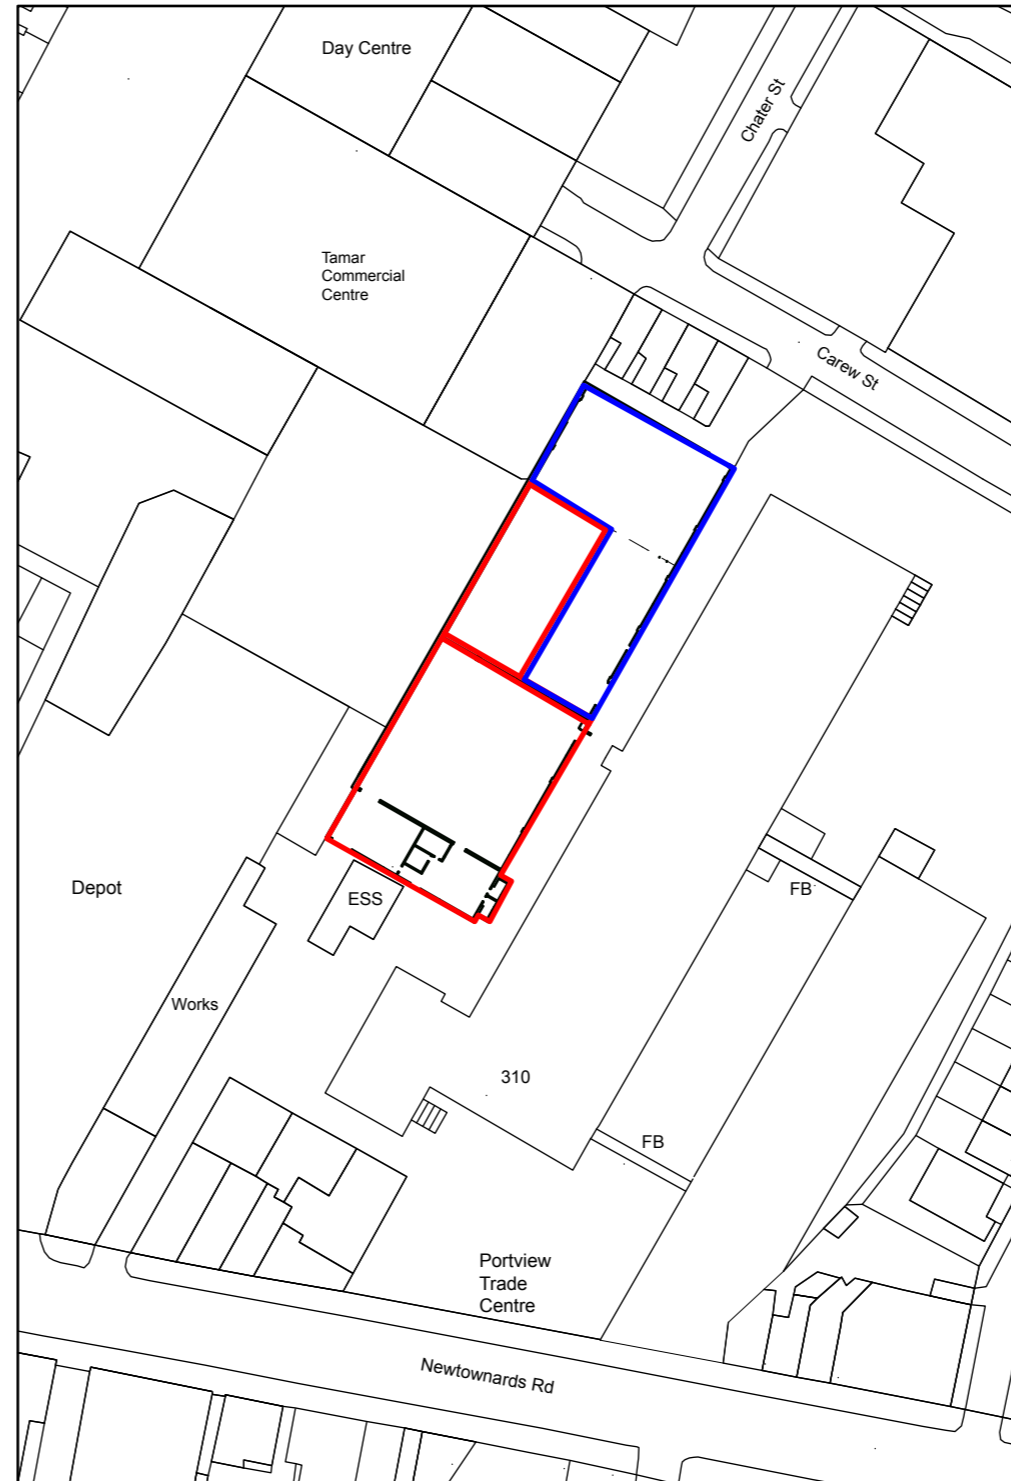 Day Centre
Chater St
Tamar
Commercial
Centre
Carew St
Depot
ESS
FB
Works
310
FB
Portview
Trade
Centre
Newtownards Rd